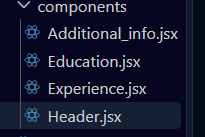 components
Additional_info.jsx
Education.jsx
Experience.jsx
Header.jsx